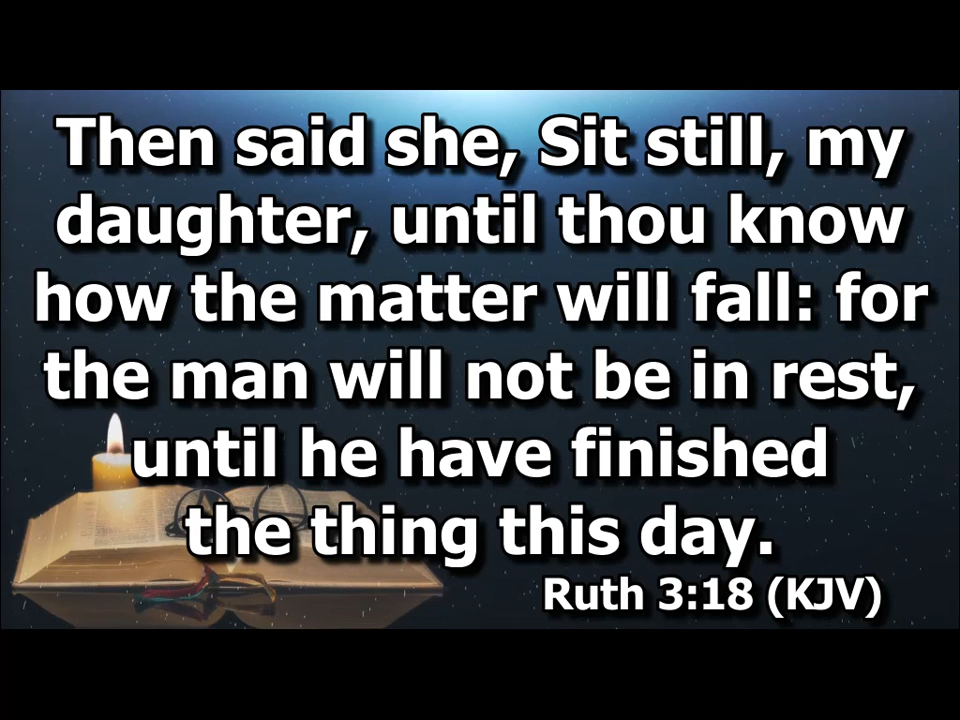 Then said she, Sit still, my
daughter, until thou know
how the matter will fall: for
the man will not be in rest,
until he have finished
the thing this day.
Ruth 3:18 (KJV)